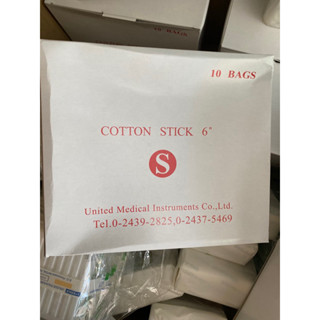 10 BAGS
COTTON STICK 6"
S
United Medical Instruments Co.,Ltd.
Tel.0-2439-2825,0-2437-5469